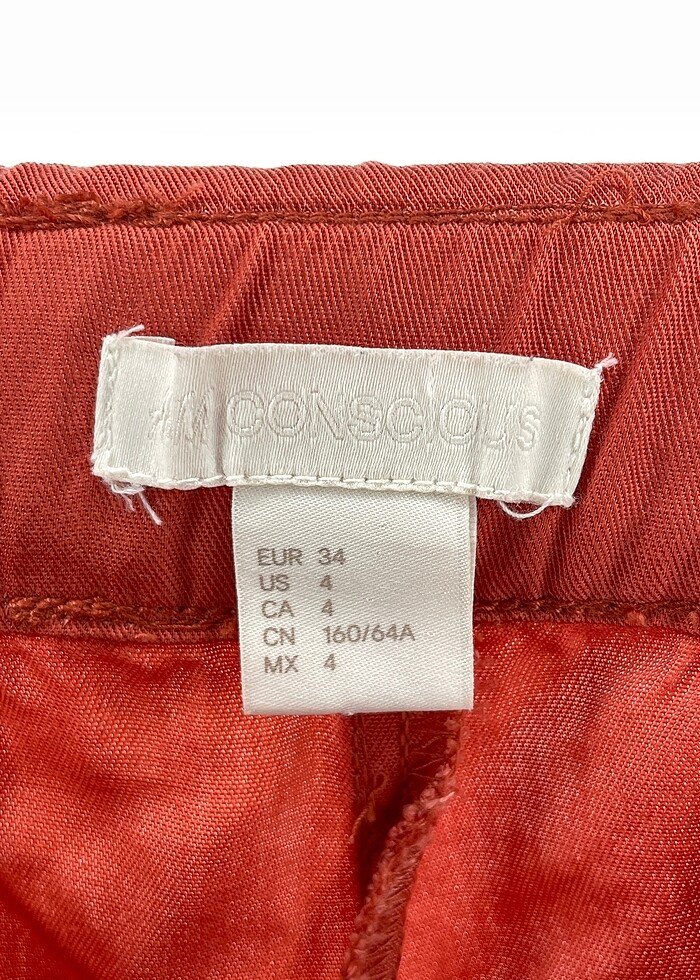 H&M CONSCIOUS
EUR 34
US 4
CA 4
CN 160/64A
MX 4